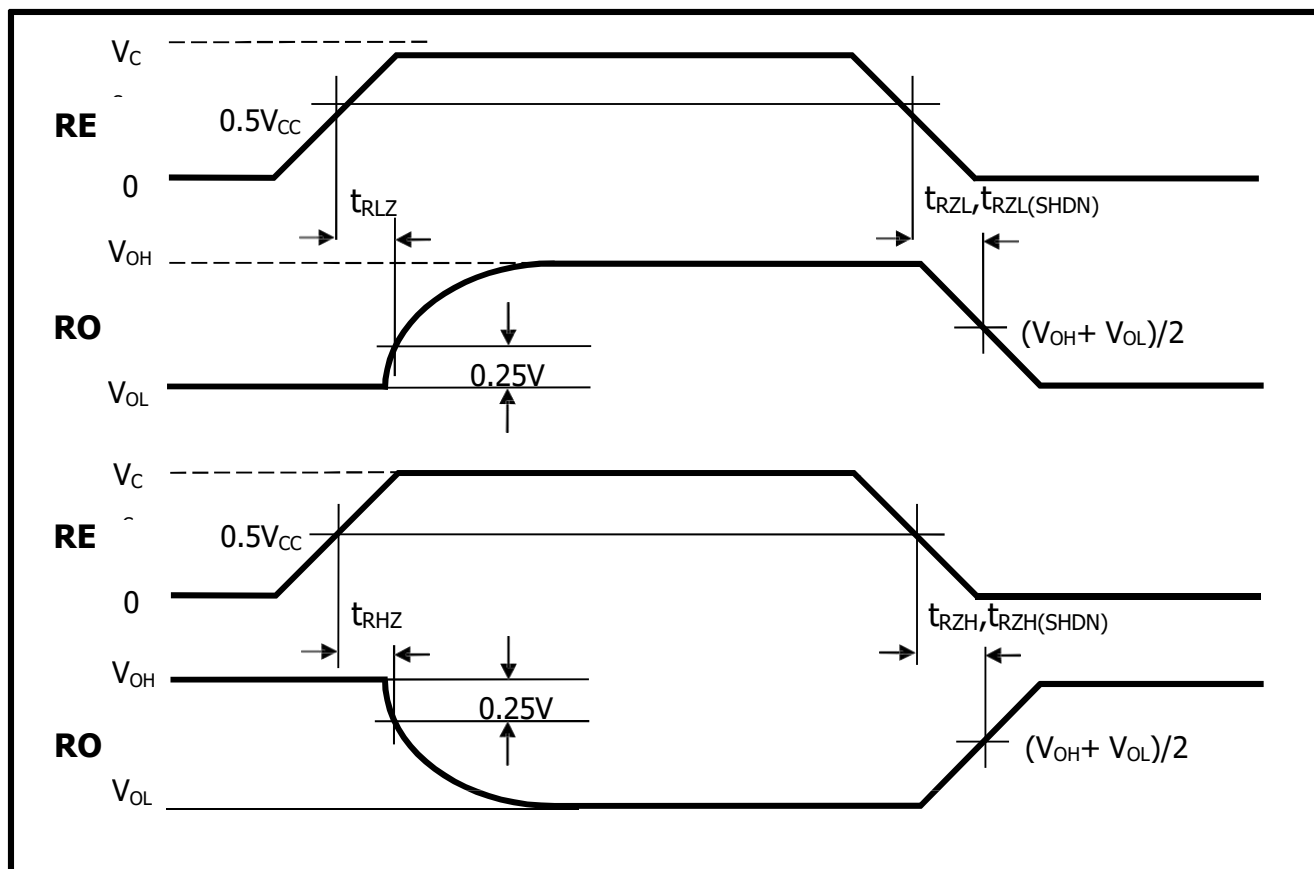 V_C
0.5V_CC
RE
0
t_RLZ
t_RZL,t_RZL(SHDN)
V_OH
RO
(V_OH+ V_OL)/2
0.25V
V_OL
V_C
RE
0.5V_CC
0
t_RHZ
t_RZH,t_RZH(SHDN)
V_OH
0.25V
RO
(V_OH+ V_OL)/2
V_OL